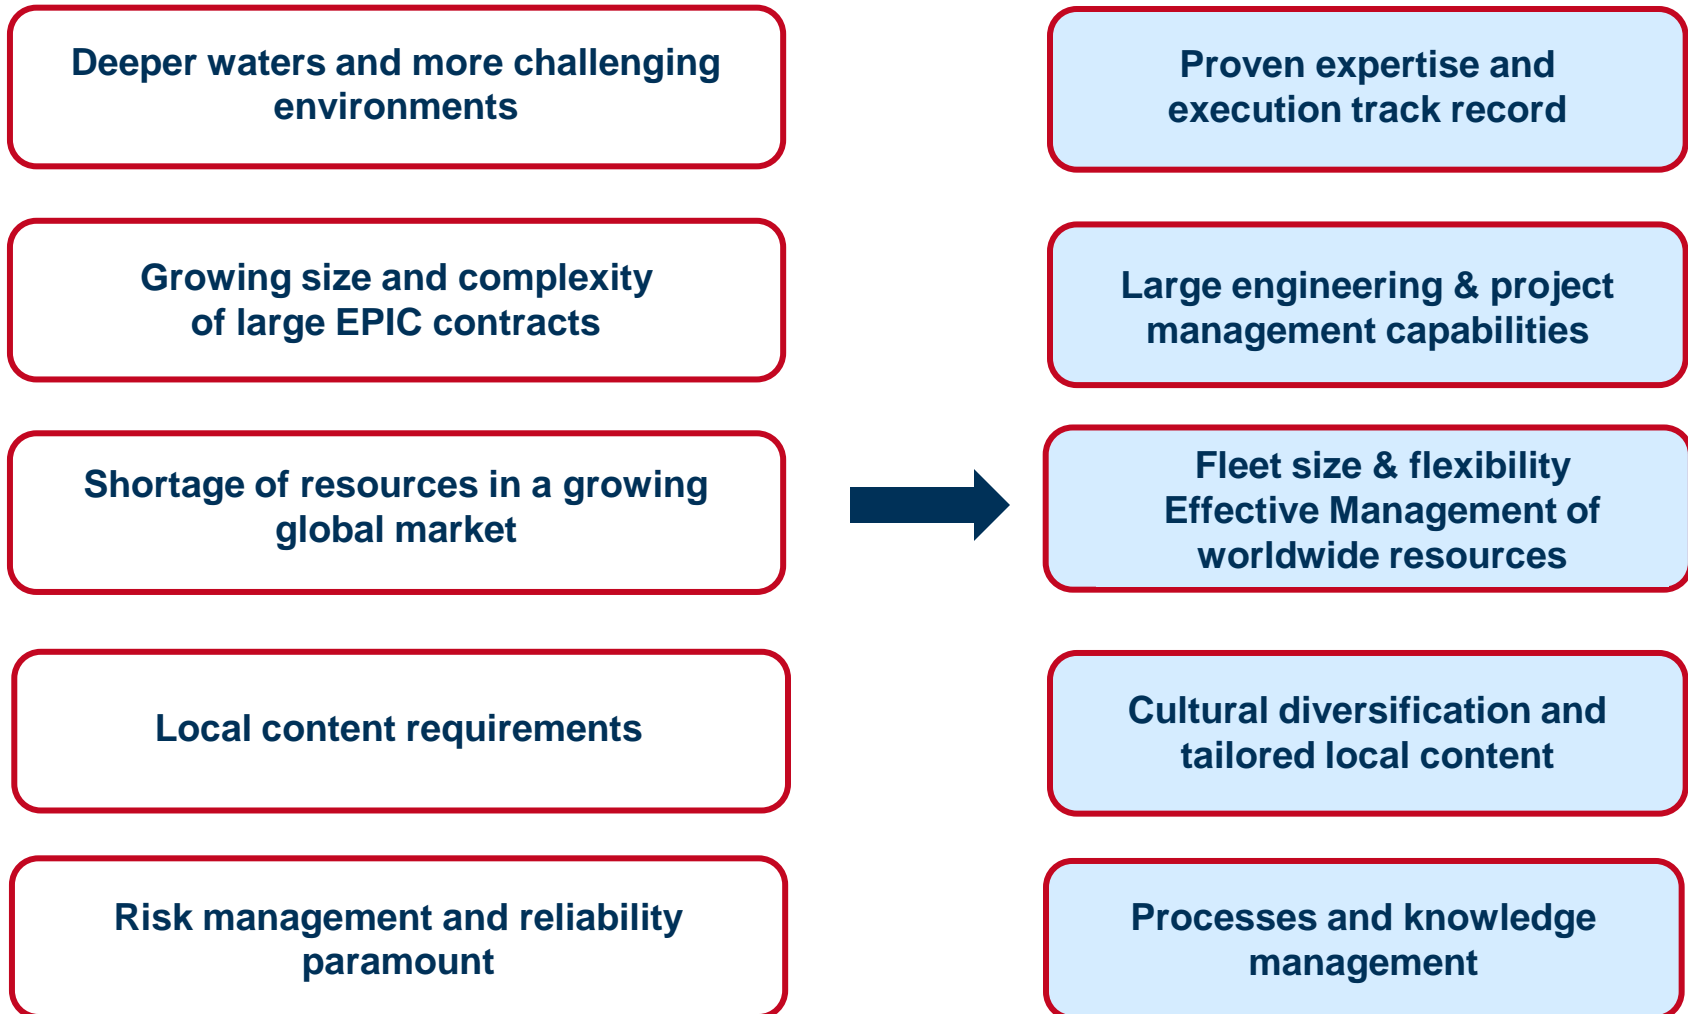 Deeper waters and more challenging
environments
Proven expertise and
execution track record
Growing size and complexity
of large EPIC contracts
Large engineering & project
management capabilities
Shortage of resources in a growing
global market
Fleet size & flexibility
Effective Management of
worldwide resources
Local content requirements
Cultural diversification and
tailored local content
Risk management and reliability
paramount
Processes and knowledge
management